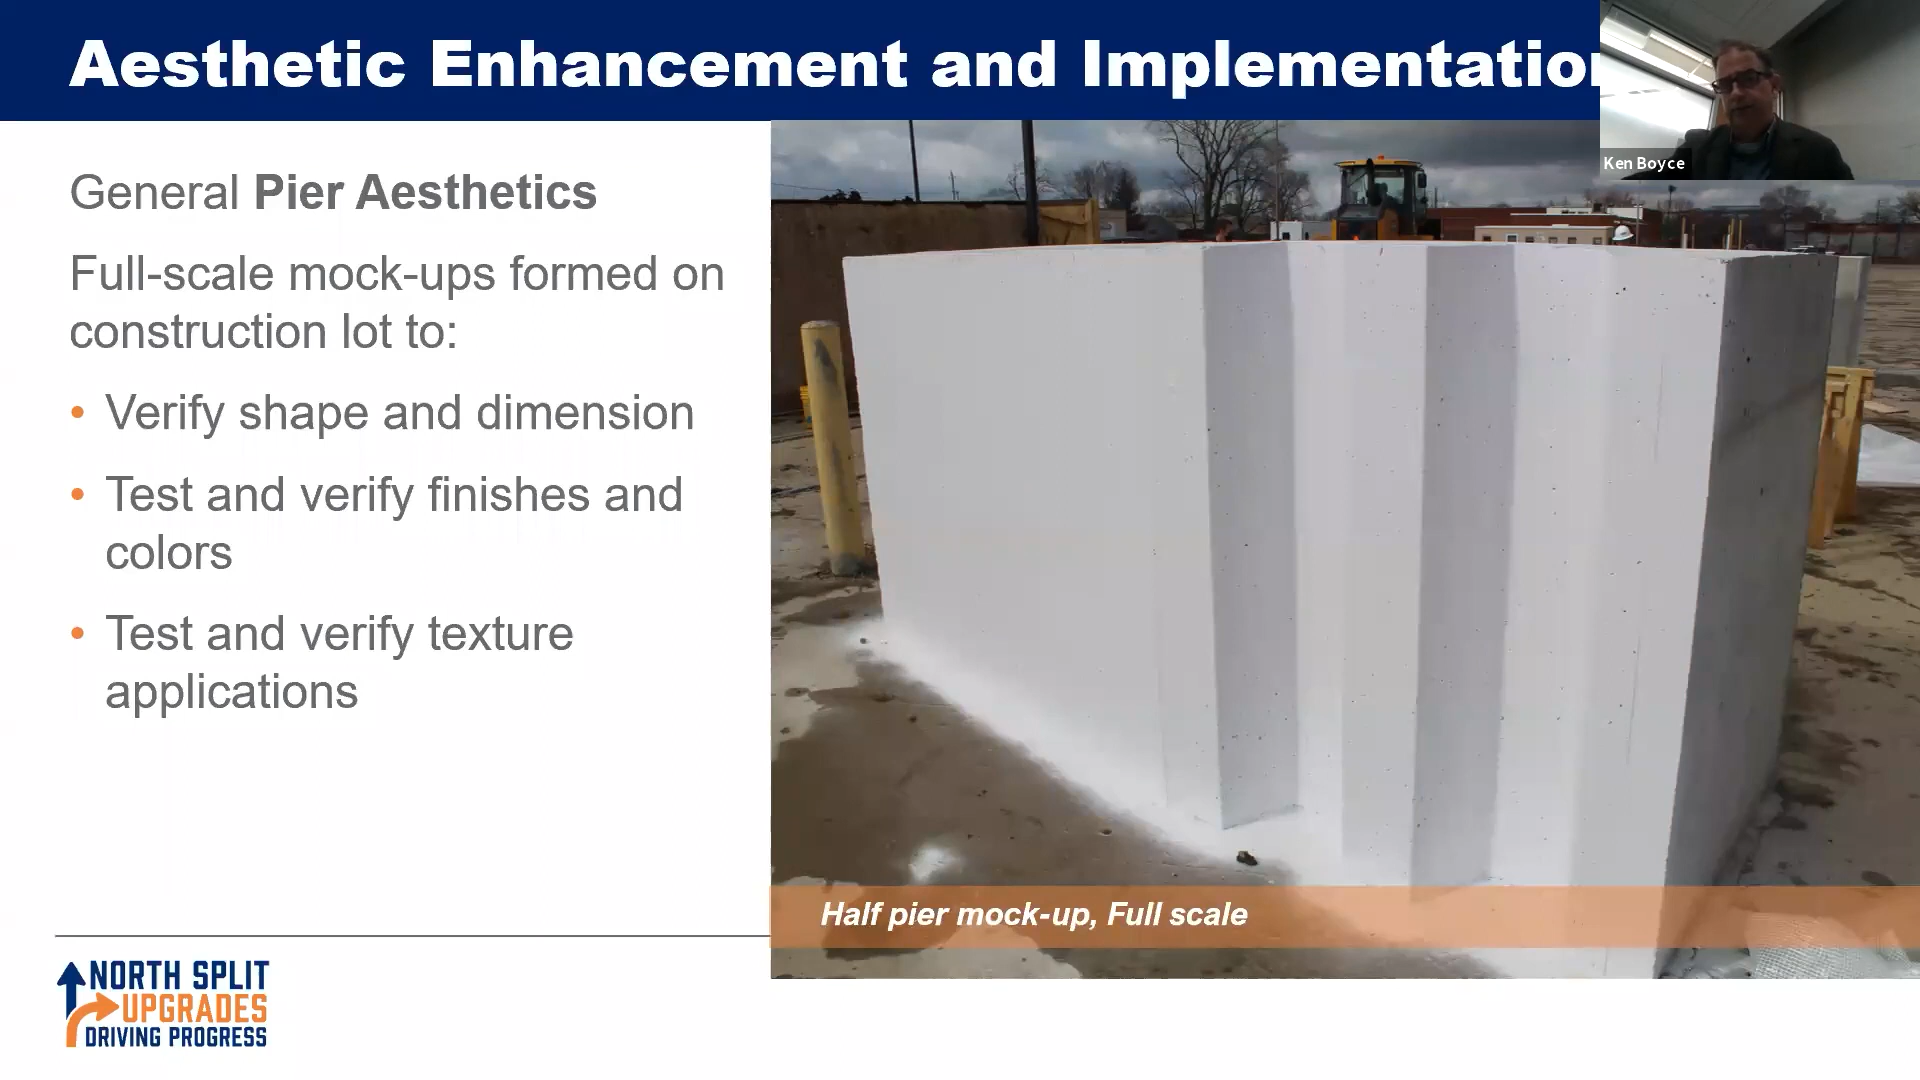 Aesthetic Enhancement and Implementation
Ken Boyce
General Pier Aesthetics
Full-scale mock-ups formed on
construction lot to:
• Verify shape and dimension
• Test and verify finishes and
colors
• Test and verify texture
applications
Half pier mock-up, Full scale
NORTH SPLIT
UPGRADES
DRIVING PROGRESS